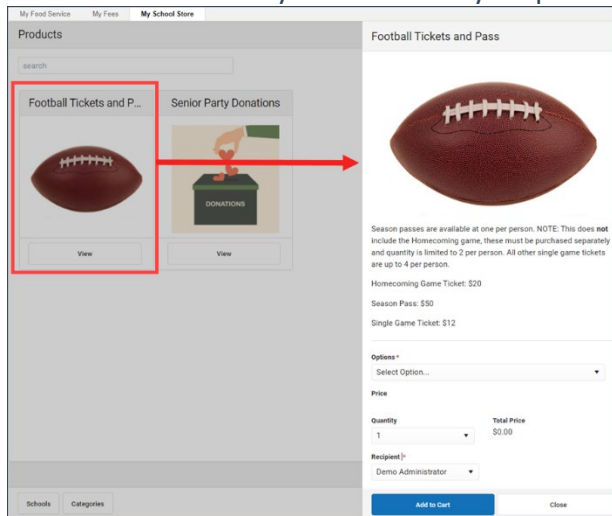 My Food Service My Fees My School Store
Products
search
Football Tickets and P...
View
Senior Party Donations
DONATIONS
View
Schools Categories
Football Tickets and Pass
Season passes are available at one per person. NOTE: This does not
include the Homecoming game, these must be purchased separately
and quantity is limited to 2 per person. All other single game tickets
are up to 4 per person.
Homecoming Game Ticket: $20
Season Pass: $50
Single Game Ticket: $12
Options*
Select Option...
Price
Quantity Total Price
1 $0.00
Recipient *
Demo Administrator
Add to Cart Close